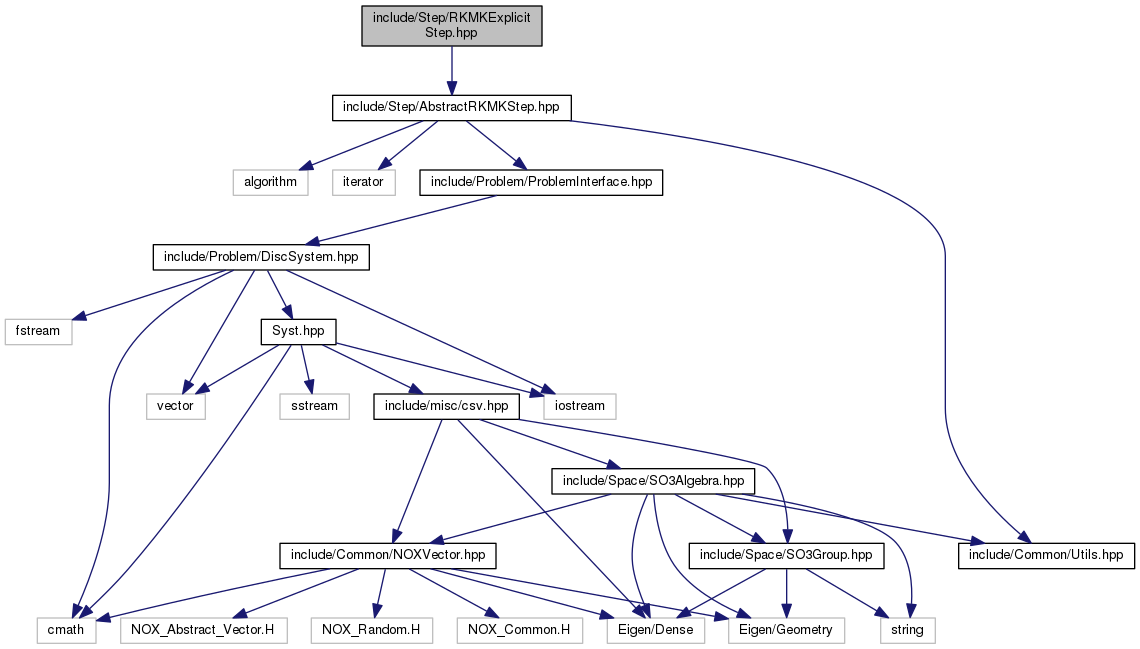 include/Step/RKMKExplicit
Step.hpp
include/Step/AbstractRKMKStep.hpp
algorithm
iterator
include/Problem/ProblemInterface.hpp
include/Problem/DiscSystem.hpp
fstream
Syst.hpp
vector
sstream
include/misc/csv.hpp
iostream
include/Space/SO3Algebra.hpp
include/Common/NOXVector.hpp
include/Space/SO3Group.hpp
include/Common/Utils.hpp
cmath
NOX_Abstract_Vector.H
NOX_Random.H
NOX_Common.H
Eigen/Dense
Eigen/Geometry
string